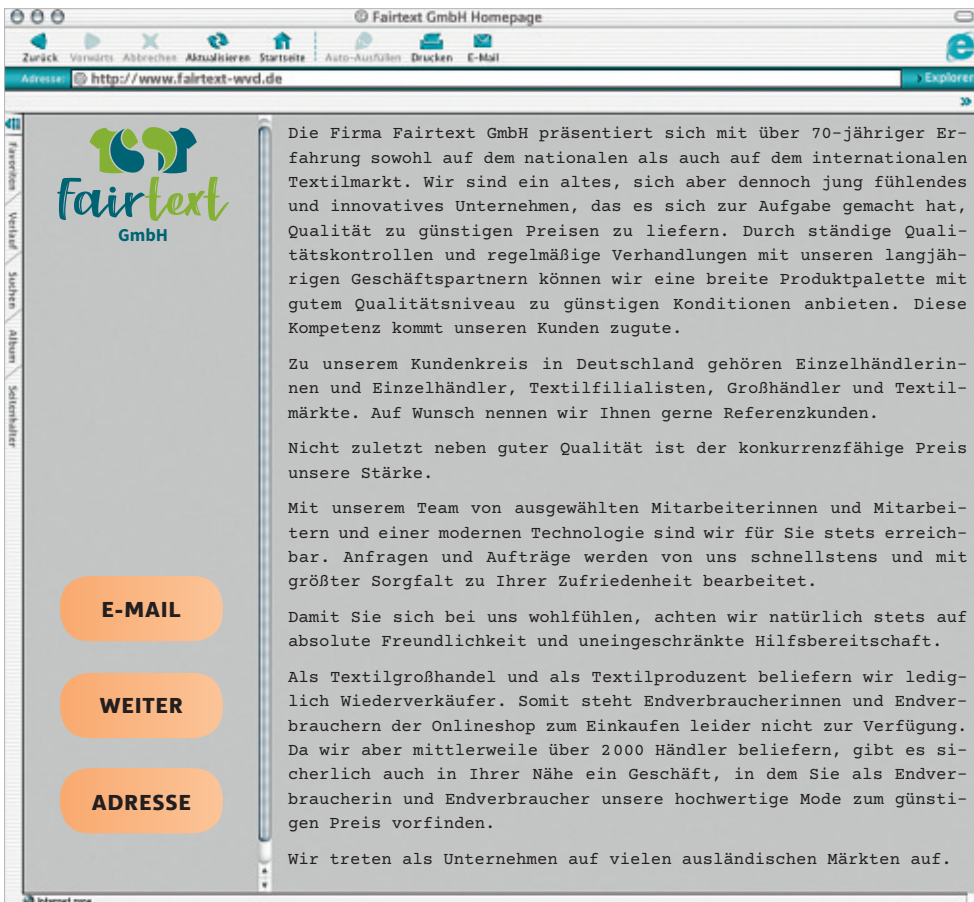 © Fairtext GmbH Homepage
Zurück Vorwärts Abbrechen Aktualisieren Startseite Auto-Ausfüllen Drucken E-Mail
Adresse: http://www.fairtext-wvd.de › Explorer
»
Favoriten
Verlauf
Suchen
Album
Seitenhalter
Fairtext
GmbH
E-MAIL
WEITER
ADRESSE
Die Firma Fairtext GmbH präsentiert sich mit über 70-jähriger Er-
fahrung sowohl auf dem nationalen als auch auf dem internationalen
Textilmarkt. Wir sind ein altes, sich aber dennoch jung fühlendes
und innovatives Unternehmen, das es sich zur Aufgabe gemacht hat,
Qualität zu günstigen Preisen zu liefern. Durch ständige Quali-
tätskontrollen und regelmäßige Verhandlungen mit unseren langjäh-
rigen Geschäftspartnern können wir eine breite Produktpalette mit
gutem Qualitätsniveau zu günstigen Konditionen anbieten. Diese
Kompetenz kommt unseren Kunden zugute.
Zu unserem Kundenkreis in Deutschland gehören Einzelhändlerin-
nen und Einzelhändler, Textilfilialisten, Großhändler und Textil-
märkte. Auf Wunsch nennen wir Ihnen gerne Referenzkunden.
Nicht zuletzt neben guter Qualität ist der konkurrenzfähige Preis
unsere Stärke.
Mit unserem Team von ausgewählten Mitarbeiterinnen und Mitarbei-
tern und einer modernen Technologie sind wir für Sie stets erreich-
bar. Anfragen und Aufträge werden von uns schnellstens und mit
größter Sorgfalt zu Ihrer Zufriedenheit bearbeitet.
Damit Sie sich bei uns wohlfühlen, achten wir natürlich stets auf
absolute Freundlichkeit und uneingeschränkte Hilfsbereitschaft.
Als Textilgroßhandel und als Textilproduzent beliefern wir ledig-
lich Wiederverkäufer. Somit steht Endverbraucherinnen und Endver-
brauchern der Onlineshop zum Einkaufen leider nicht zur Verfügung.
Da wir aber mittlerweile über 2000 Händler beliefern, gibt es si-
cherlich auch in Ihrer Nähe ein Geschäft, in dem Sie als Endver-
braucherin und Endverbraucher unsere hochwertige Mode zum günsti-
gen Preis vorfinden.
Wir treten als Unternehmen auf vielen ausländischen Märkten auf.